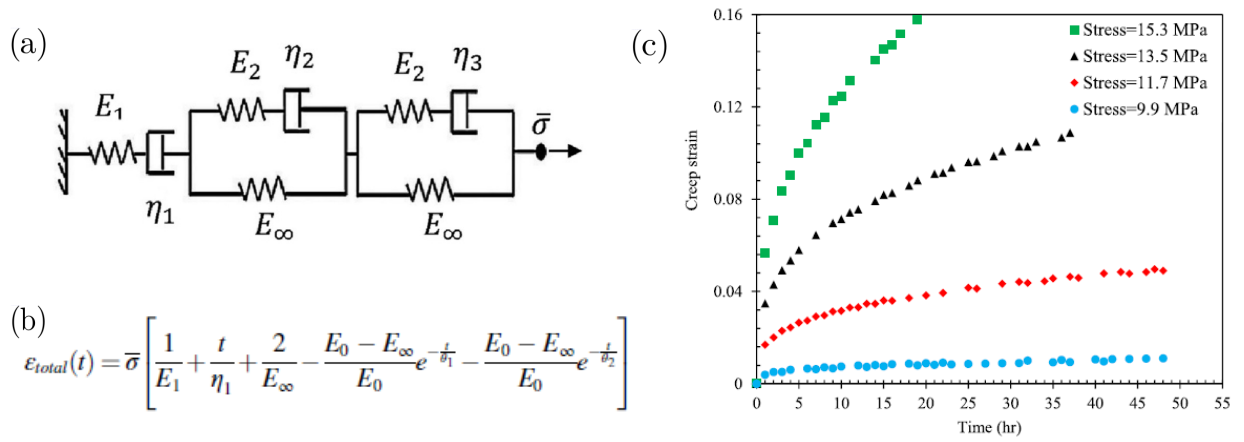 (a)
E₁
η₁
E₂
η₂
E∞
E₂
η₃
E∞
σ̄
(b)
ε_total(t) = σ̄ [ 1/E₁ + t/η₁ + 2/E∞ − (E₀ − E∞)/E₀ e^(−t/θ₁) − (E₀ − E∞)/E₀ e^(−t/θ₂) ]
(c)
Creep strain
0.16
0.12
0.08
0.04
0
0 5 10 15 20 25 30 35 40 45 50 55
Time (hr)
Stress=15.3 MPa
Stress=13.5 MPa
Stress=11.7 MPa
Stress=9.9 MPa